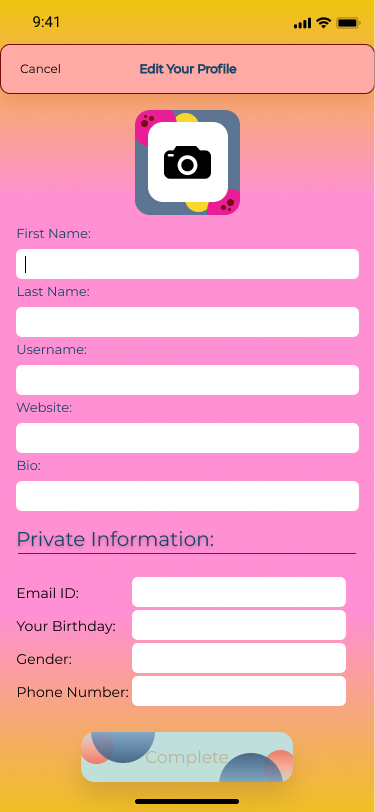 9:41
Cancel
Edit Your Profile
First Name:
Last Name:
Username:
Website:
Bio:
Private Information:
Email ID:
Your Birthday:
Gender:
Phone Number:
Complete